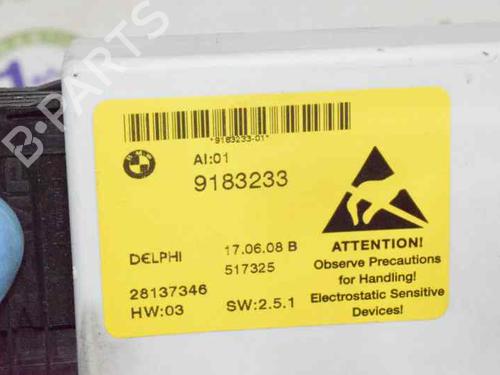 *9183233-01*
BMW
AI:01
9183233
DELPHI
17.06.08 B
517325
28137346
HW:03
SW:2.5.1
ATTENTION!
Observe Precautions
for Handling!
Electrostatic Sensitive
Devices!
B-PARTS